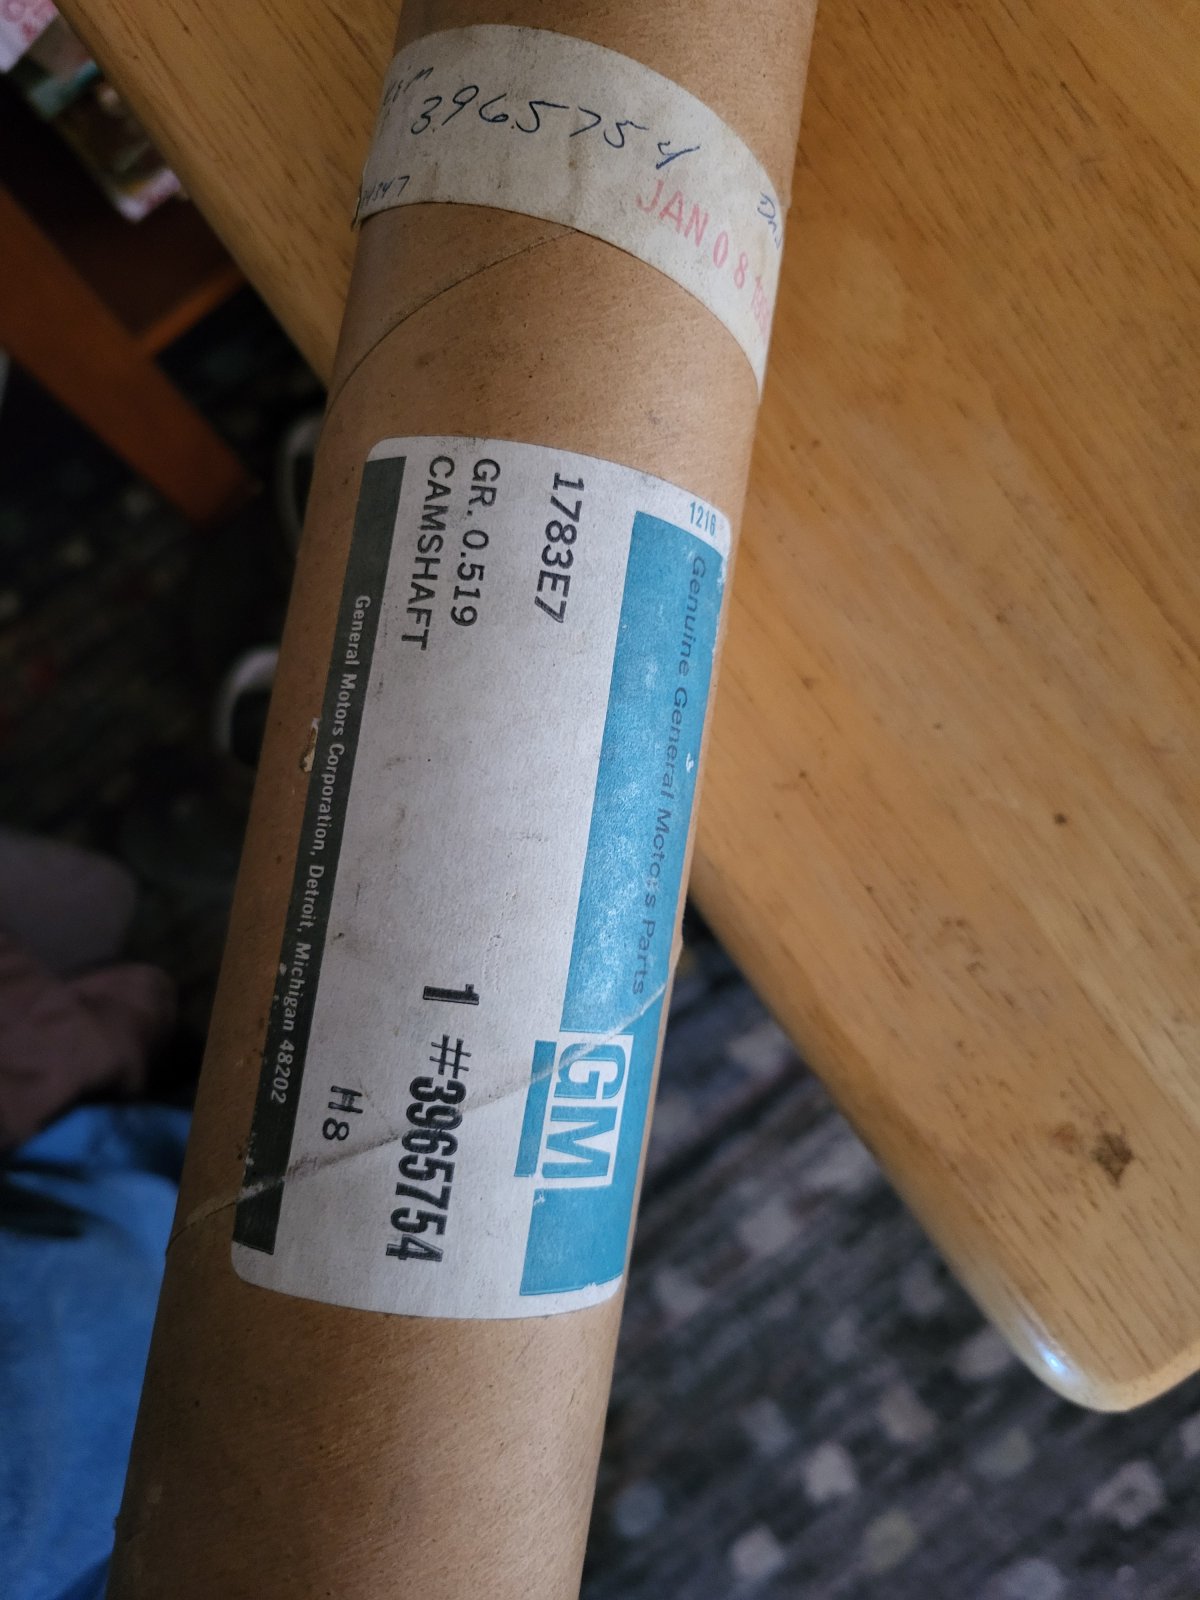 3965754
JAN 08
1216
Genuine General Motors Parts
GM
1783E7
GR. 0.519
CAMSHAFT
1 #3965754
H8
General Motors Corporation, Detroit, Michigan 48202